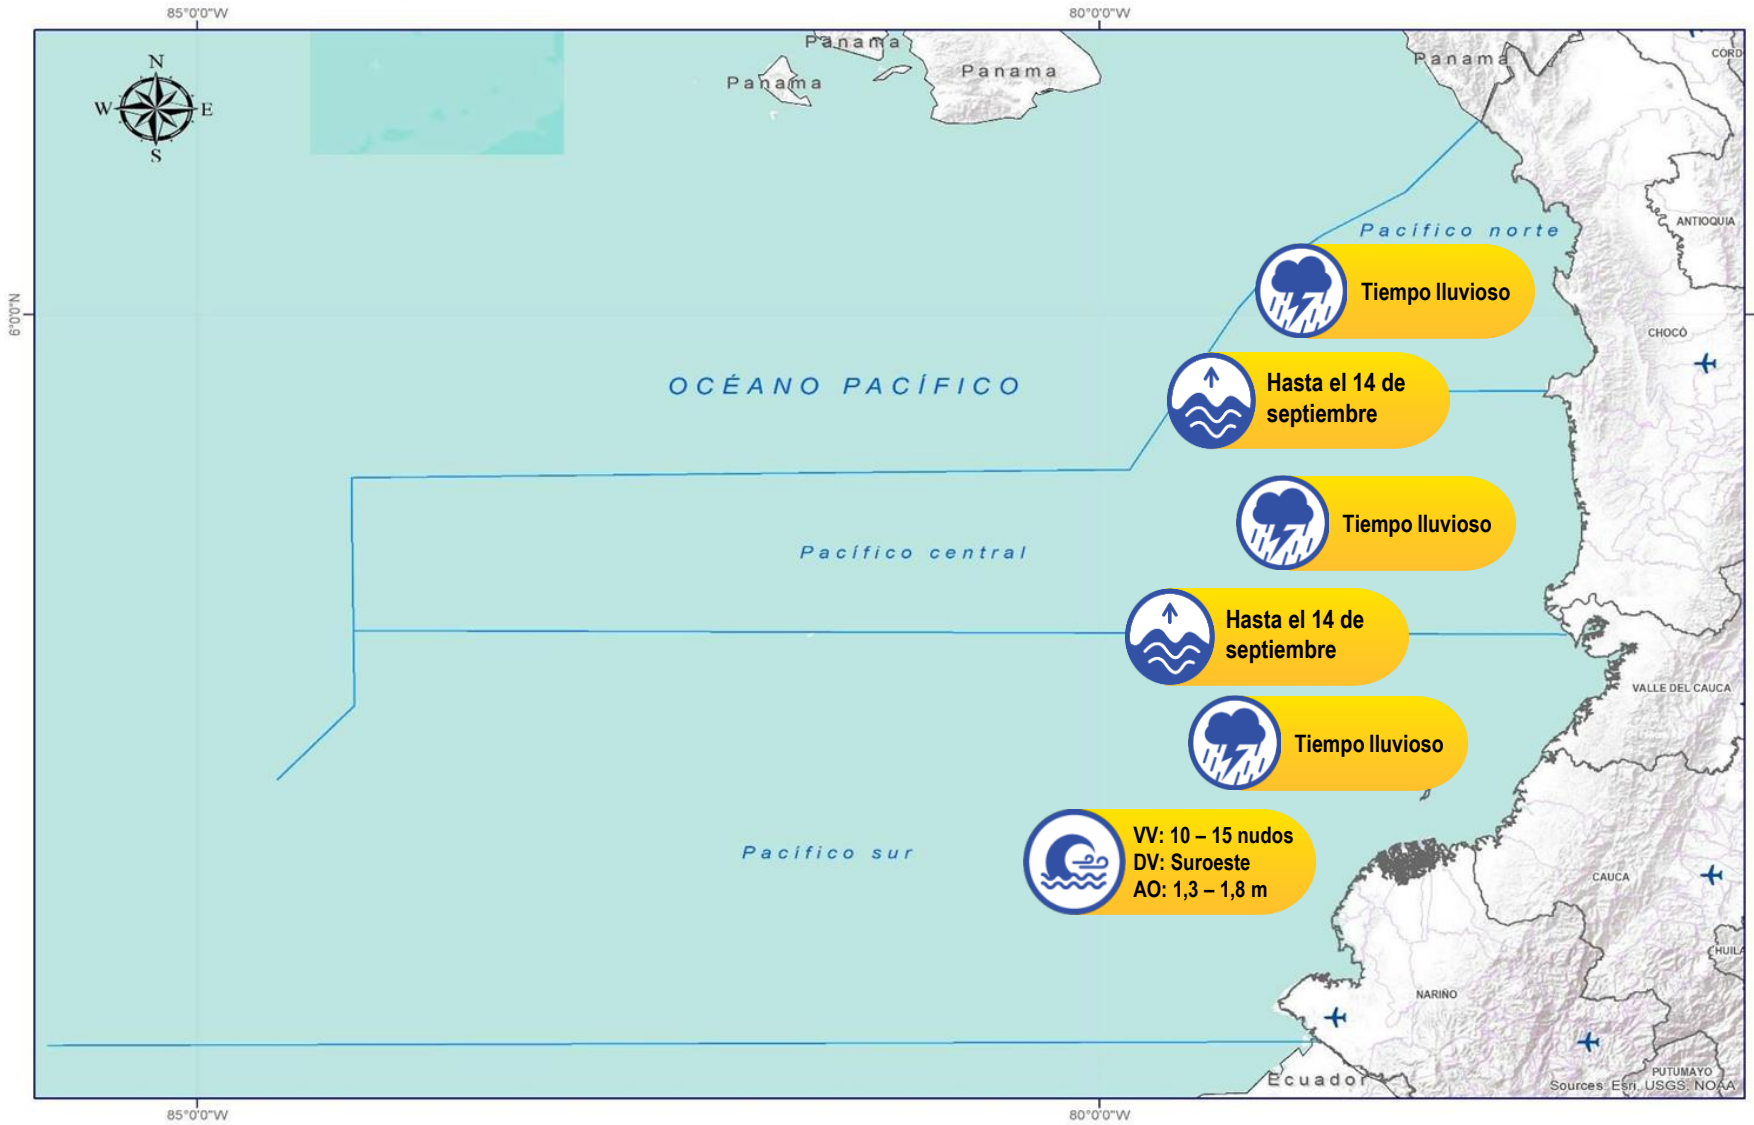 85°0'0"W
80°0'0"W
N
W
E
S
Panama
Panama
Panama
Panama
CÓRD
ANTIOQUIA
Pacífico norte
Tiempo lluvioso
6°0'0"N
CHOCÓ
OCÉANO PACÍFICO
Hasta el 14 de
septiembre
Tiempo lluvioso
Pacífico central
Hasta el 14 de
septiembre
VALLE DEL CAUCA
Tiempo lluvioso
VV: 10 – 15 nudos
DV: Suroeste
AO: 1,3 – 1,8 m
Pacífico sur
CAUCA
HUILA
NARIÑO
Ecuador
PUTUMAYO
Sources: Esri, USGS, NOAA
85°0'0"W
80°0'0"W